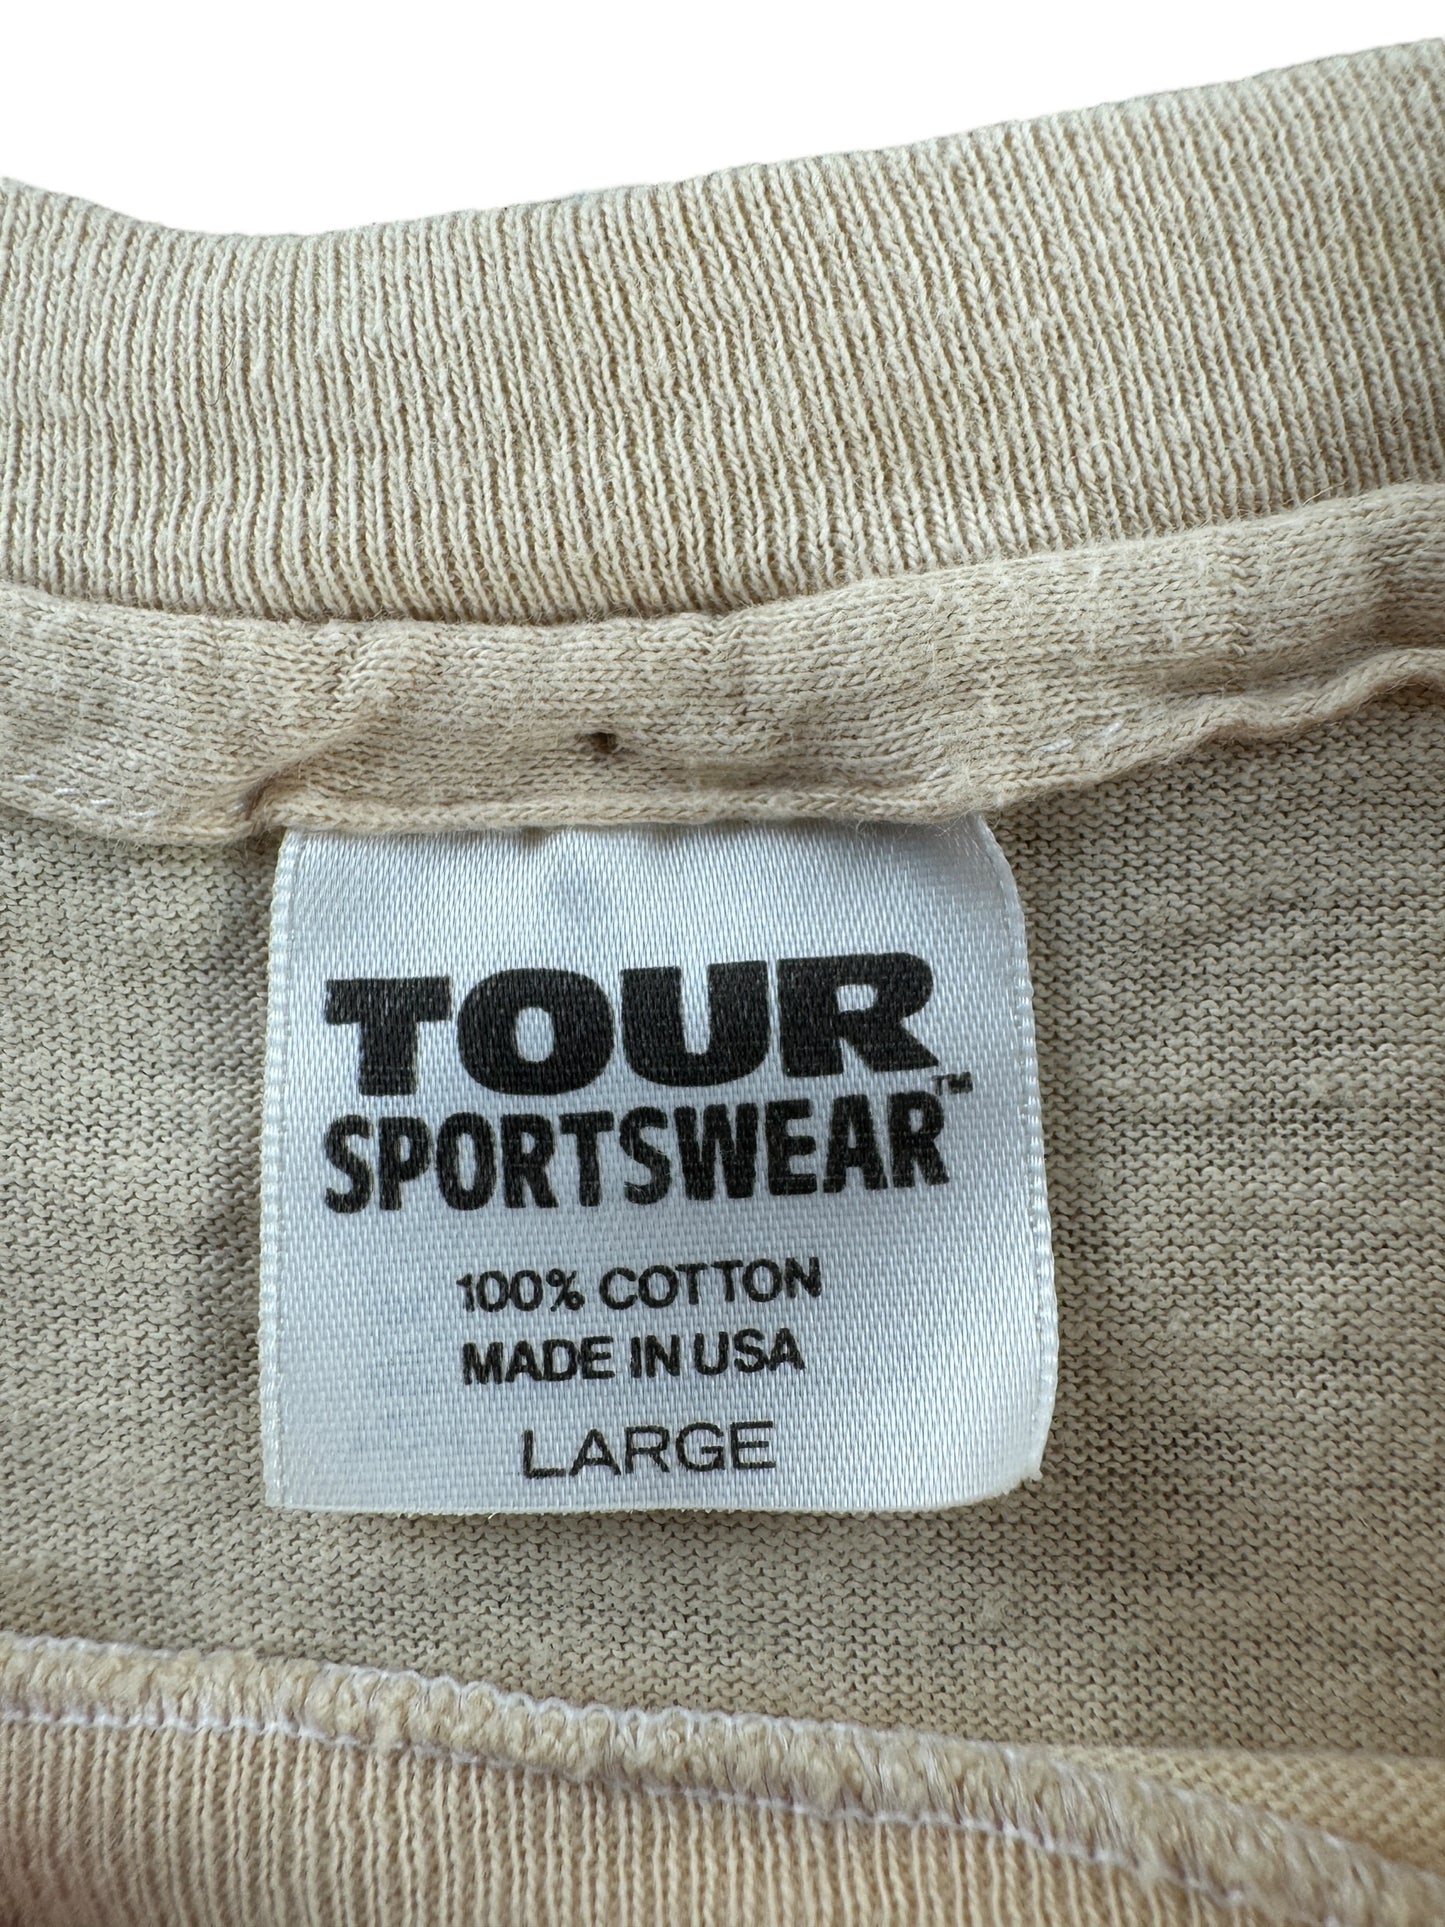 TOUR
SPORTSWEAR™
100% COTTON
MADE IN USA
LARGE